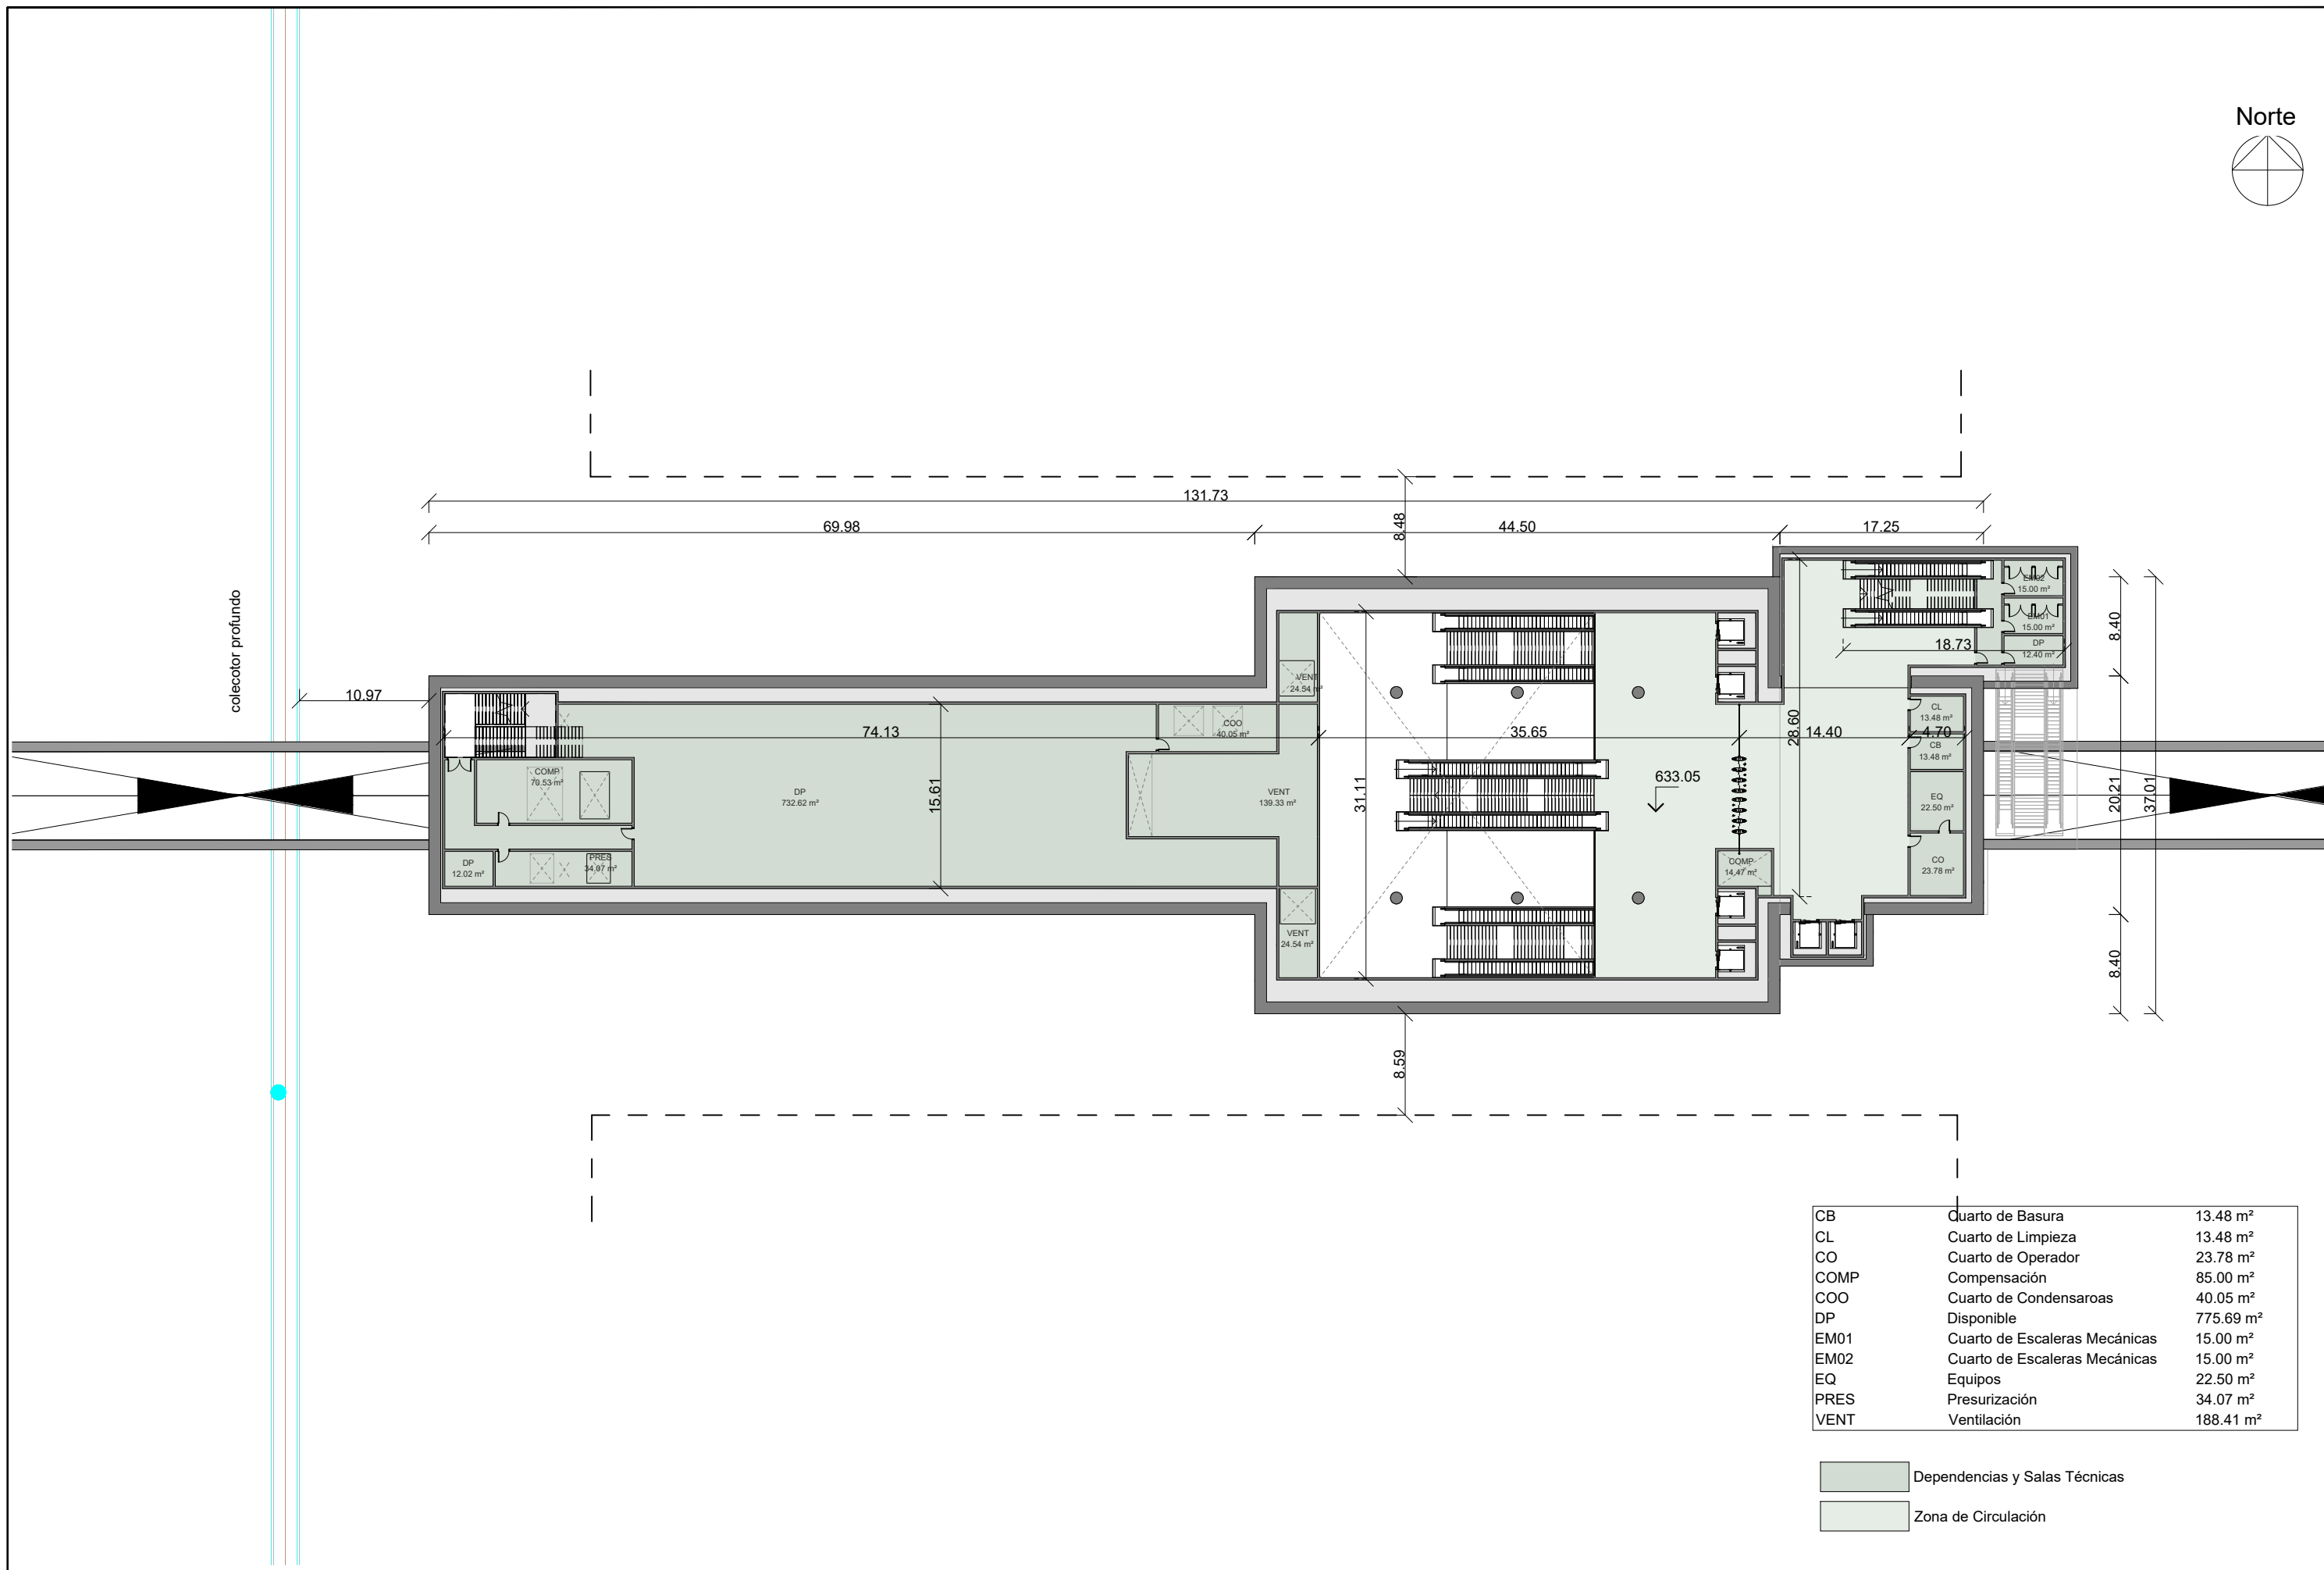 Norte
131.73
69.98
8.48
44.50
17.25
colecotor profundo
10.97
EM02
15.00 m²
EM01
15.00 m²
DP
12.40 m²
18.73
8.40
VENT
24.54 m²
CL
13.48 m²
COO
40.05 m²
74.13
35.65
28.60
14.40
4.70
CB
13.48 m²
COMP
70.53 m²
DP
732.62 m²
15.61
VENT
139.33 m²
31.11
633.05
EQ
22.50 m²
20.21
37.01
DP
12.02 m²
PRES
34.07 m²
COMP
14.47 m²
CO
23.78 m²
VENT
24.54 m²
8.40
8.59
CB Cuarto de Basura 13.48 m²
CL Cuarto de Limpieza 13.48 m²
CO Cuarto de Operador 23.78 m²
COMP Compensación 85.00 m²
COO Cuarto de Condensaroas 40.05 m²
DP Disponible 775.69 m²
EM01 Cuarto de Escaleras Mecánicas 15.00 m²
EM02 Cuarto de Escaleras Mecánicas 15.00 m²
EQ Equipos 22.50 m²
PRES Presurización 34.07 m²
VENT Ventilación 188.41 m²
Dependencias y Salas Técnicas
Zona de Circulación